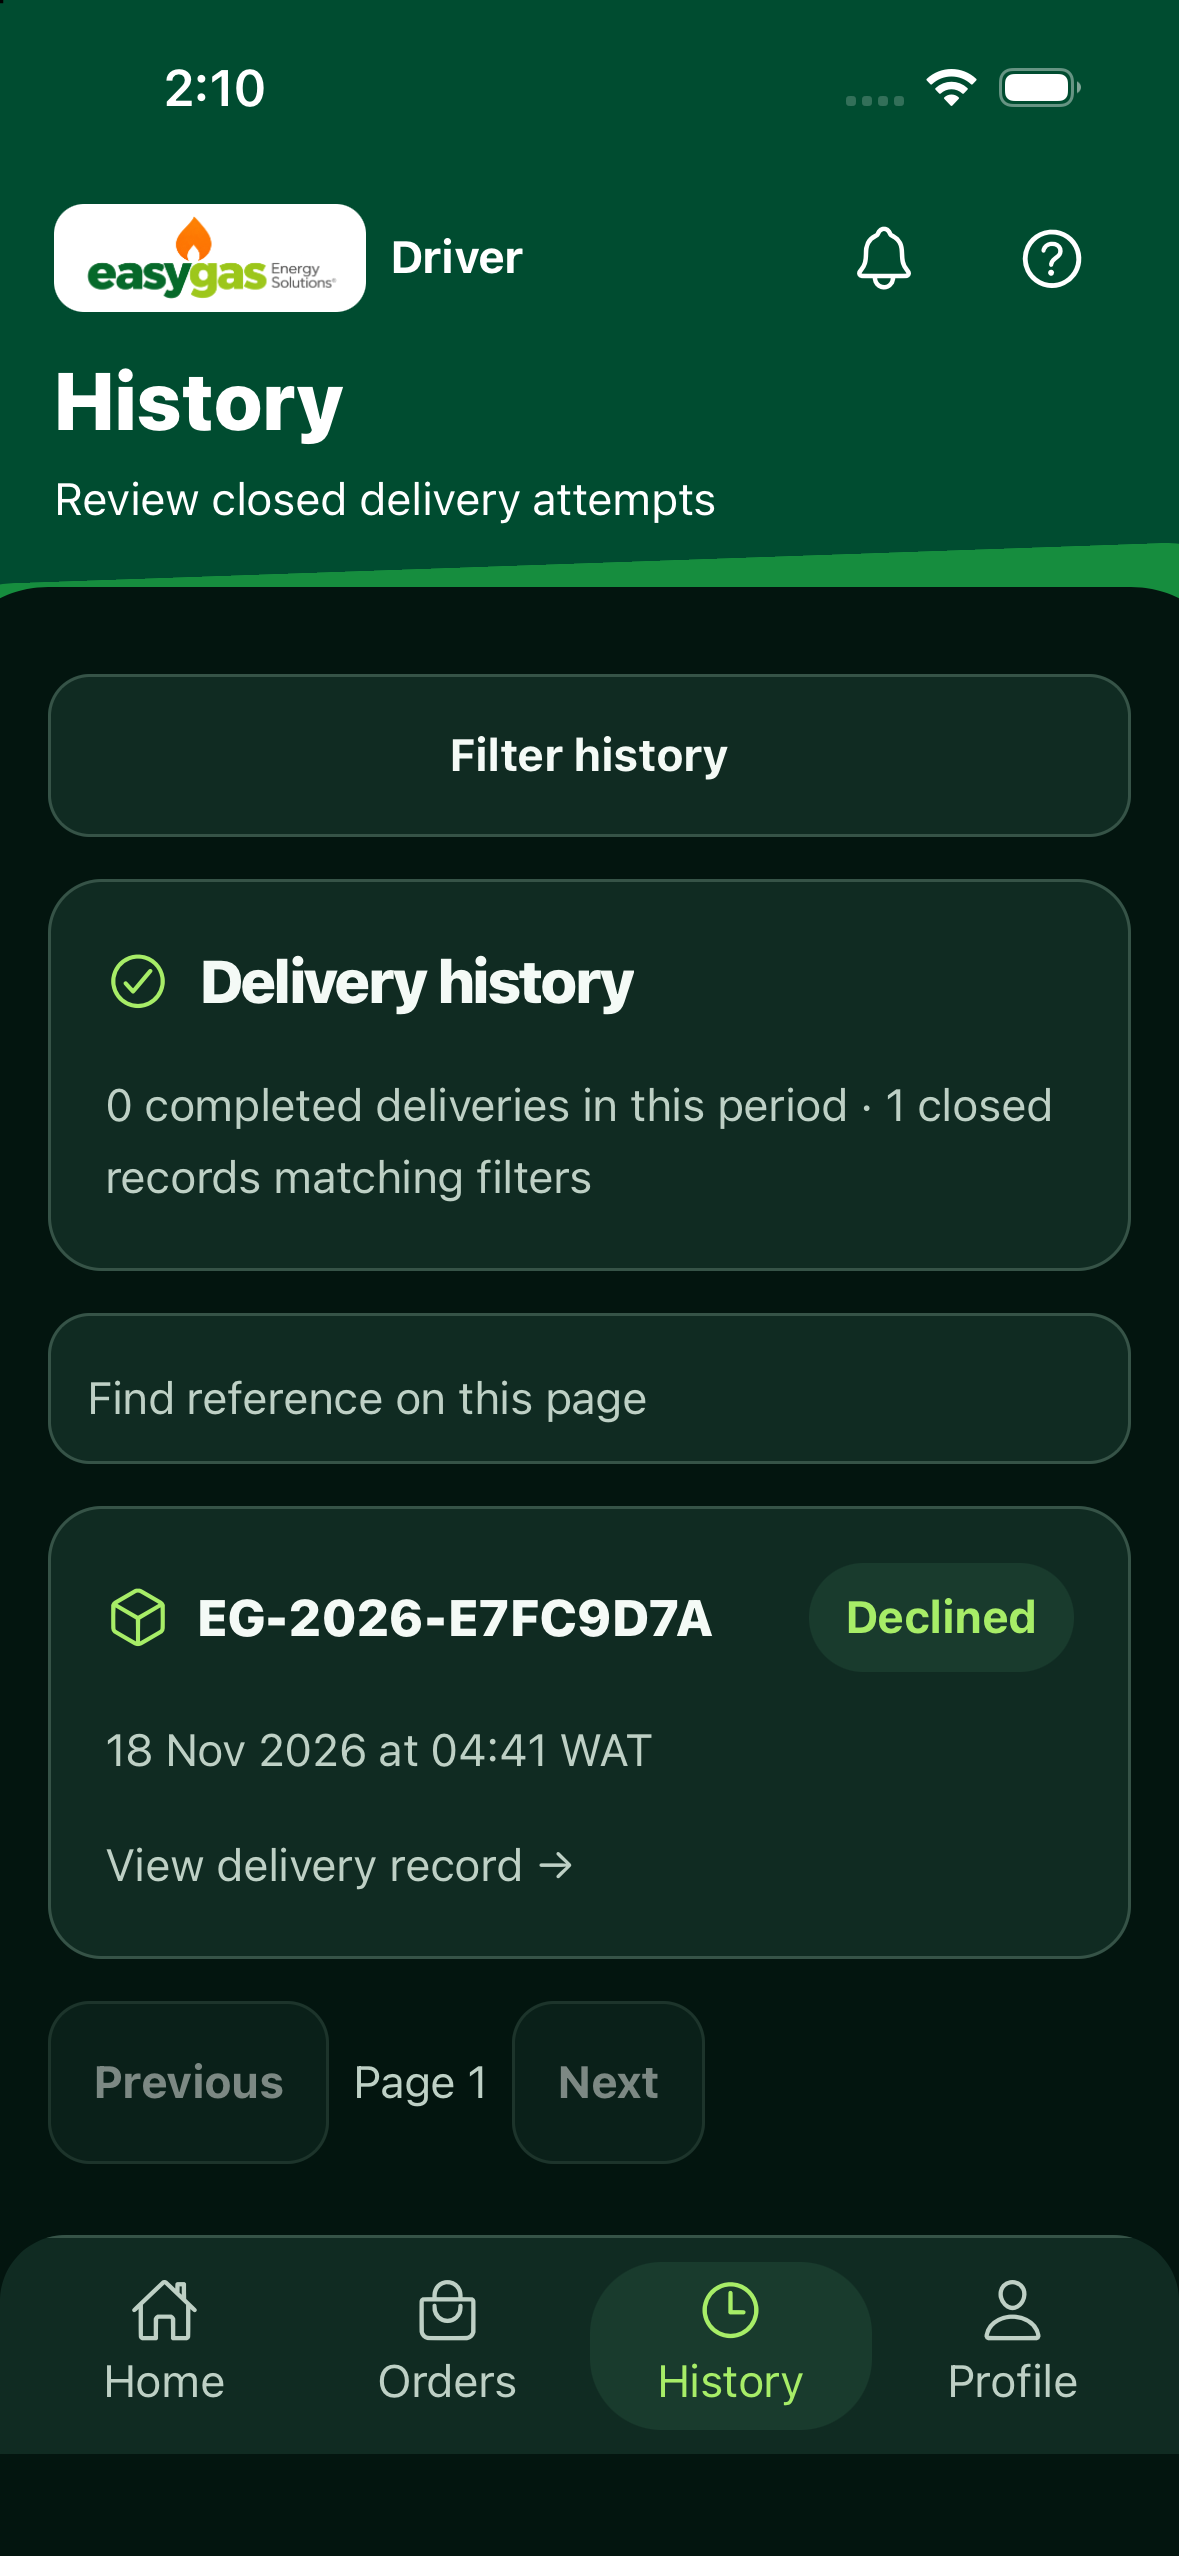 2:10
easygas Energy Solutions®
Driver
History
Review closed delivery attempts
Filter history
Delivery history
0 completed deliveries in this period · 1 closed
records matching filters
Find reference on this page
EG-2026-E7FC9D7A
Declined
18 Nov 2026 at 04:41 WAT
View delivery record →
Previous
Page 1
Next
Home
Orders
History
Profile